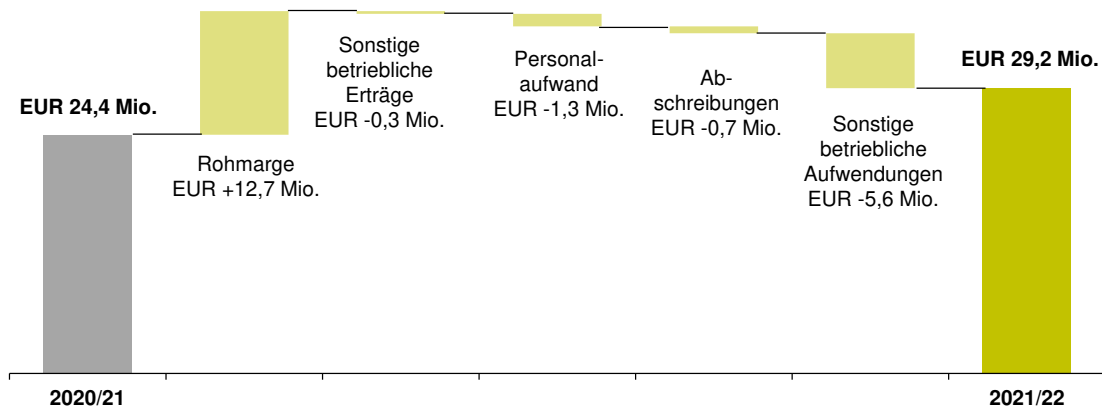 EUR 24,4 Mio.
Rohmarge
EUR +12,7 Mio.
Sonstige
betriebliche
Erträge
EUR -0,3 Mio.
Personal-
aufwand
EUR -1,3 Mio.
Ab-
schreibungen
EUR -0,7 Mio.
Sonstige
betriebliche
Aufwendungen
EUR -5,6 Mio.
EUR 29,2 Mio.
2020/21
2021/22